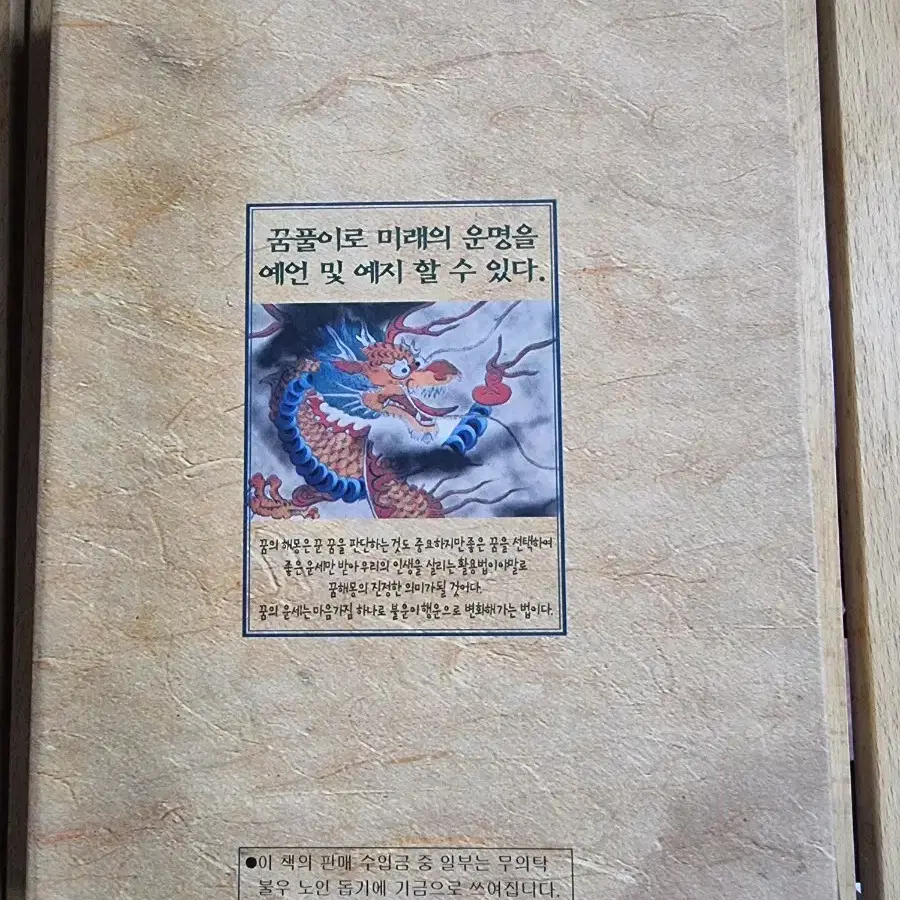 꿈풀이로 미래의 운명을
예언 및 예지 할 수 있다.
꿈의 해몽은 꾼 꿈을 판단하는것도 중요하지만 좋은 꿈을 선택하여
좋은 운세만 받아 우리의 인생을 살리는 활용법이야말로
꿈해몽의 진정한 의미가 될 것이다.
꿈의 운세는 마음가짐 하나로 불운이 행운으로 변화해가는 법이다.
●이 책의 판매 수입금 중 일부는 무의탁
불우 노인 돕기에 기금으로 쓰여집니다.